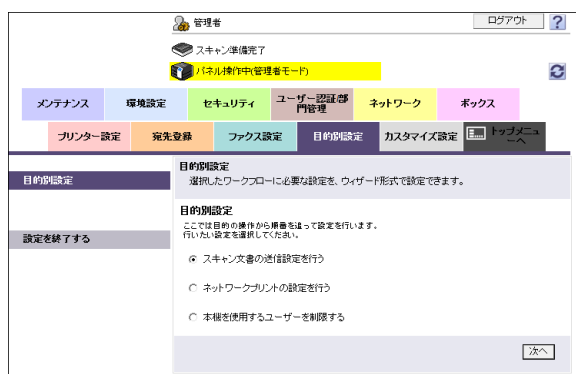 管理者
ログアウト
?
スキャン準備完了
パネル操作中(管理者モード)
メンテナンス
環境設定
セキュリティ
ユーザー認証/部
門管理
ネットワーク
ボックス
プリンター設定
宛先登録
ファクス設定
目的別設定
カスタマイズ設定
トップメニュー
へ
目的別設定
設定を終了する
目的別設定
選択したワークフローに必要な設定を、ウィザード形式で設定できます。
目的別設定
ここでは目的の操作から順番を追って設定を行います。
行いたい設定を選択してください。
スキャン文書の送信設定を行う
ネットワークプリントの設定を行う
本機を使用するユーザーを制限する
次へ